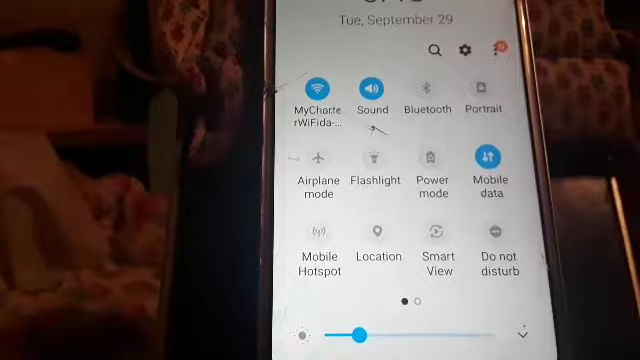 Tue, September 29
MyCharte
rWiFida-...
Sound
Bluetooth
Portrait
Airplane
mode
Flashlight
Power
mode
Mobile
data
Mobile
Hotspot
Location
Smart
View
Do not
disturb